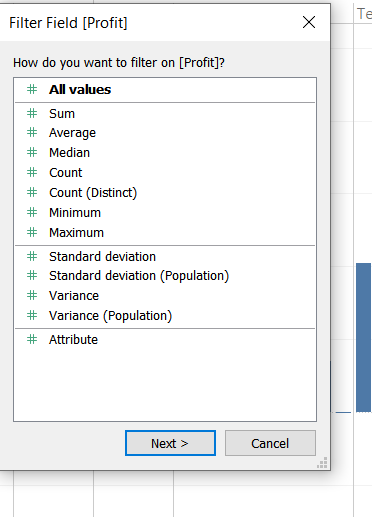 Filter Field [Profit]
Te
How do you want to filter on [Profit]?
All values
Sum
Average
Median
Count
Count (Distinct)
Minimum
Maximum
Standard deviation
Standard deviation (Population)
Variance
Variance (Population)
Attribute
Next >
Cancel